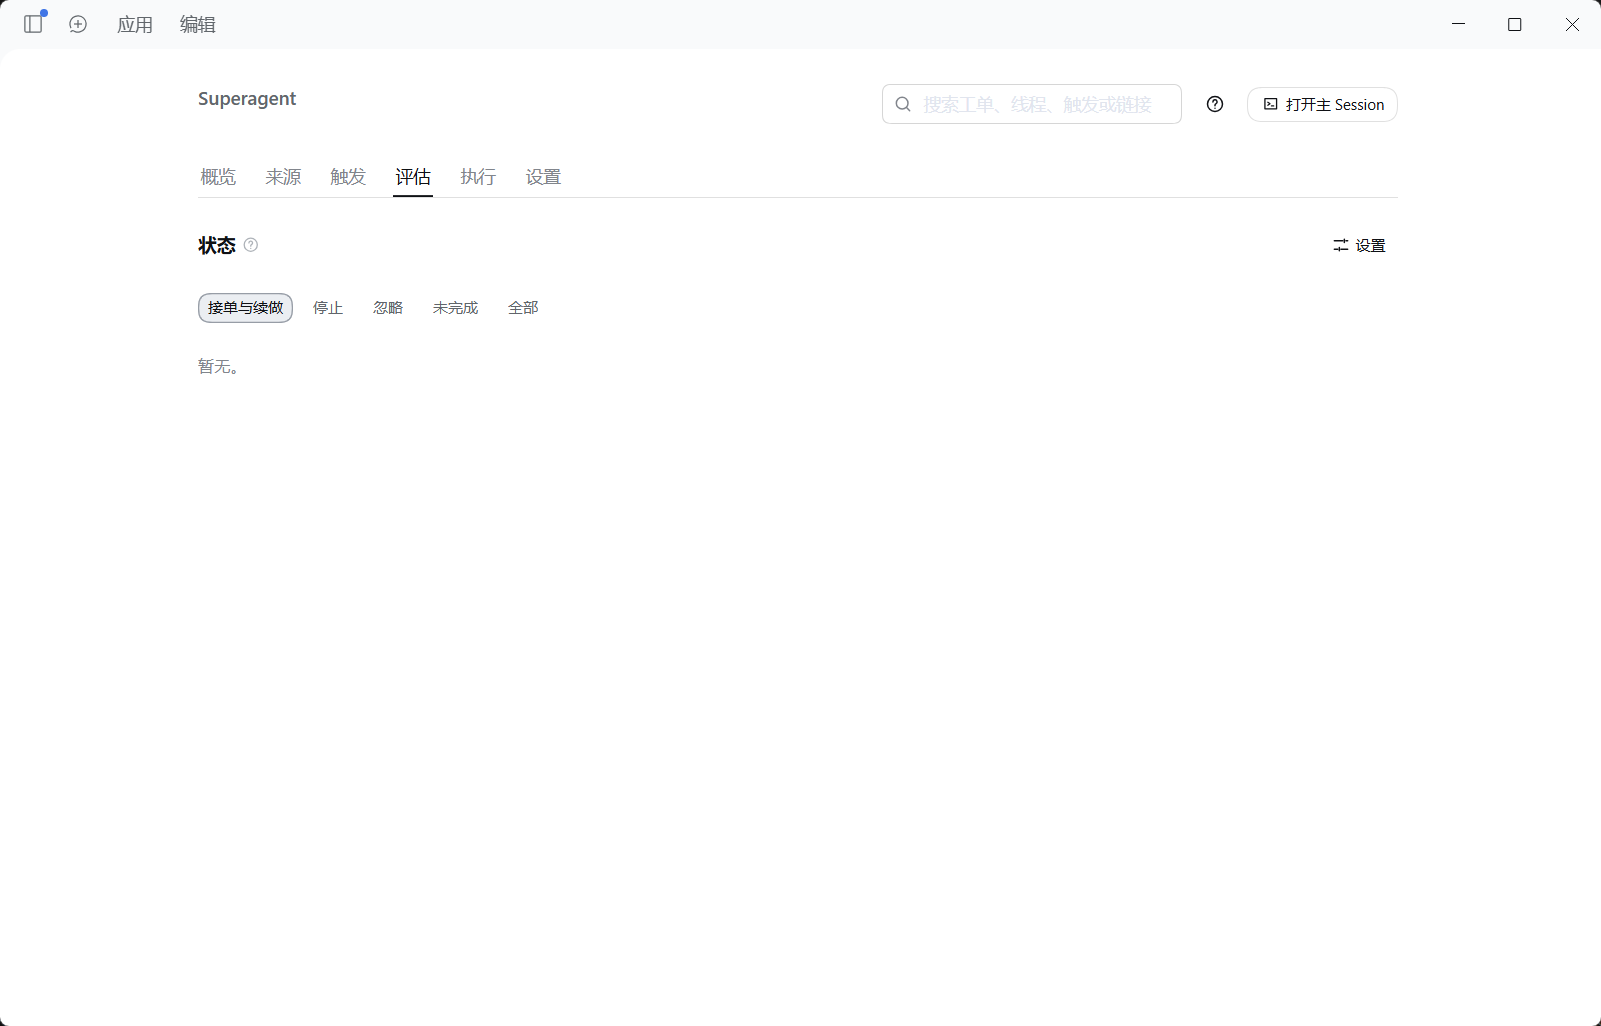 应用 编辑
Superagent
搜索工单、线程、触发或链接
打开主 Session
概览 来源 触发 评估 执行 设置
状态
设置
接单与续做 停止 忽略 未完成 全部
暂无。